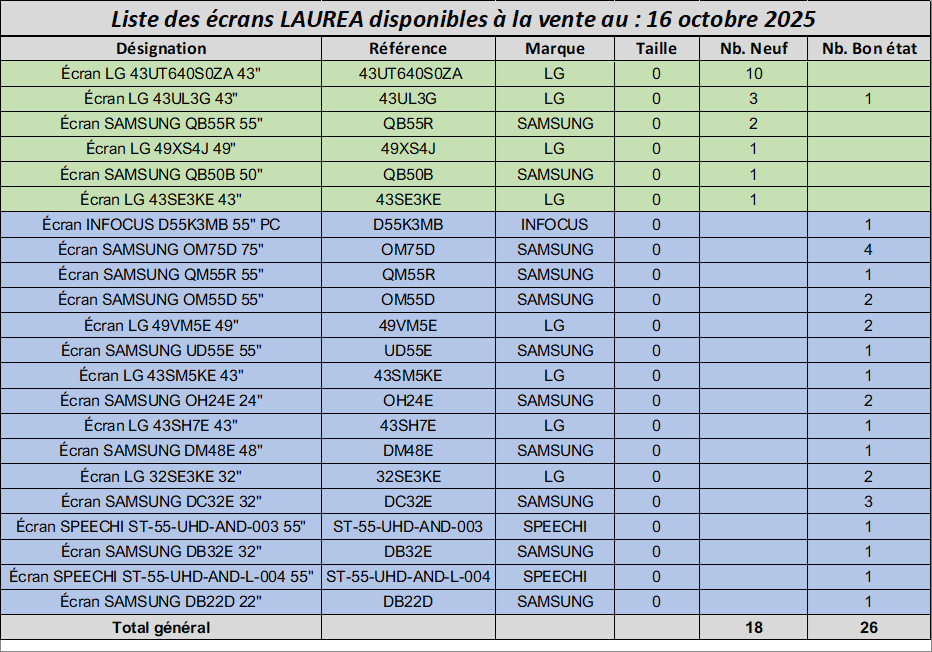 Liste des écrans LAUREA disponibles à la vente au : 16 octobre 2025
Désignation Référence Marque Taille Nb. Neuf Nb. Bon état
Écran LG 43UT640S0ZA 43" 43UT640S0ZA LG 0 10
Écran LG 43UL3G 43" 43UL3G LG 0 3 1
Écran SAMSUNG QB55R 55" QB55R SAMSUNG 0 2
Écran LG 49XS4J 49" 49XS4J LG 0 1
Écran SAMSUNG QB50B 50" QB50B SAMSUNG 0 1
Écran LG 43SE3KE 43" 43SE3KE LG 0 1
Écran INFOCUS D55K3MB 55" PC D55K3MB INFOCUS 0 1
Écran SAMSUNG OM75D 75" OM75D SAMSUNG 0 4
Écran SAMSUNG QM55R 55" QM55R SAMSUNG 0 1
Écran SAMSUNG OM55D 55" OM55D SAMSUNG 0 2
Écran LG 49VM5E 49" 49VM5E LG 0 2
Écran SAMSUNG UD55E 55" UD55E SAMSUNG 0 1
Écran LG 43SM5KE 43" 43SM5KE LG 0 1
Écran SAMSUNG OH24E 24" OH24E SAMSUNG 0 2
Écran LG 43SH7E 43" 43SH7E LG 0 1
Écran SAMSUNG DM48E 48" DM48E SAMSUNG 0 1
Écran LG 32SE3KE 32" 32SE3KE LG 0 2
Écran SAMSUNG DC32E 32" DC32E SAMSUNG 0 3
Écran SPEECHI ST-55-UHD-AND-003 55" ST-55-UHD-AND-003 SPEECHI 0 1
Écran SAMSUNG DB32E 32" DB32E SAMSUNG 0 1
Écran SPEECHI ST-55-UHD-AND-L-004 55" ST-55-UHD-AND-L-004 SPEECHI 0 1
Écran SAMSUNG DB22D 22" DB22D SAMSUNG 0 1
Total général 18 26